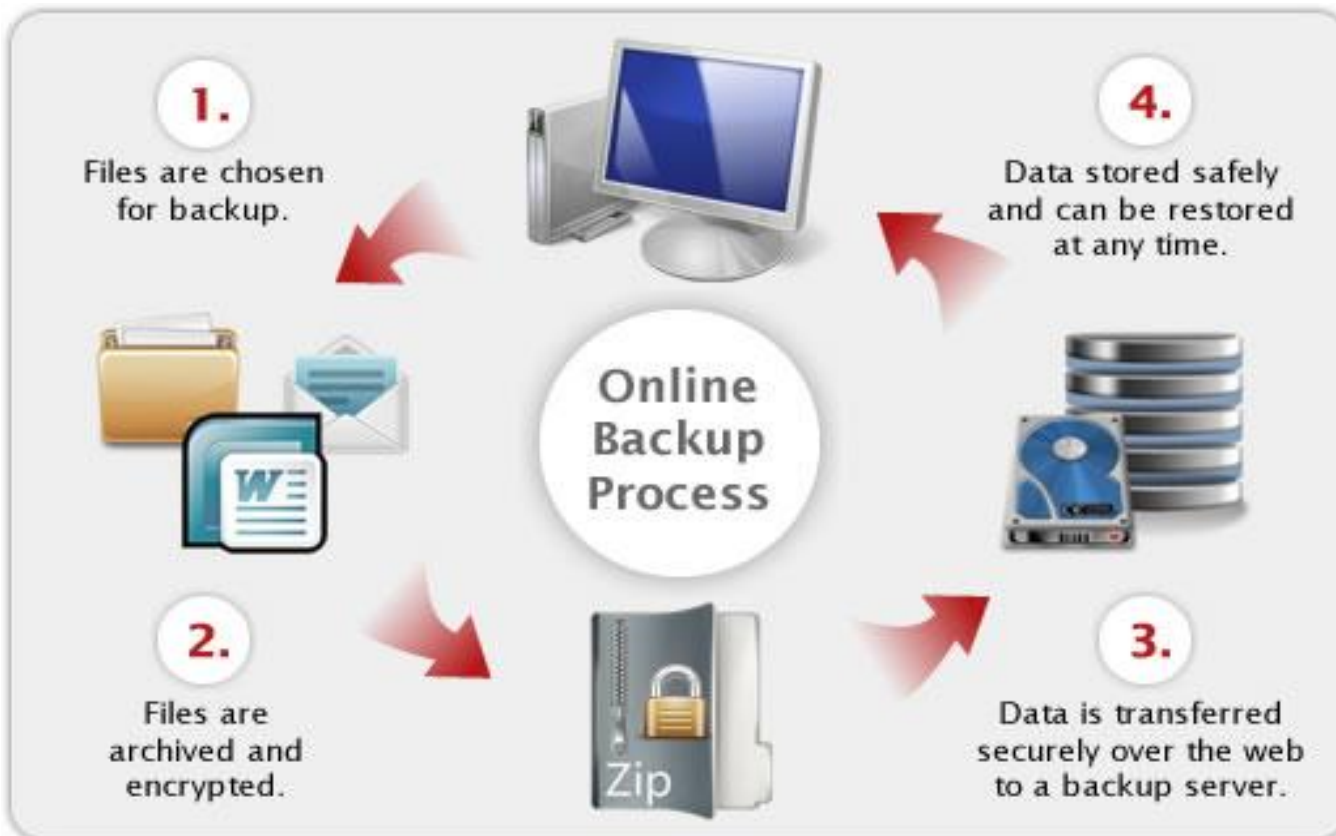 1.
Files are chosen
for backup.
4.
Data stored safely
and can be restored
at any time.
Online
Backup
Process
W
2.
Files are
archived and
encrypted.
Zip
3.
Data is transferred
securely over the web
to a backup server.